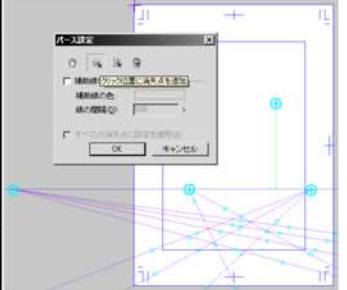 パース設定
補助線
クリック位置に消失点を追加
補助線の色:
線の間隔(D):
すべての消失点に設定を適用(A)
OK
キャンセル